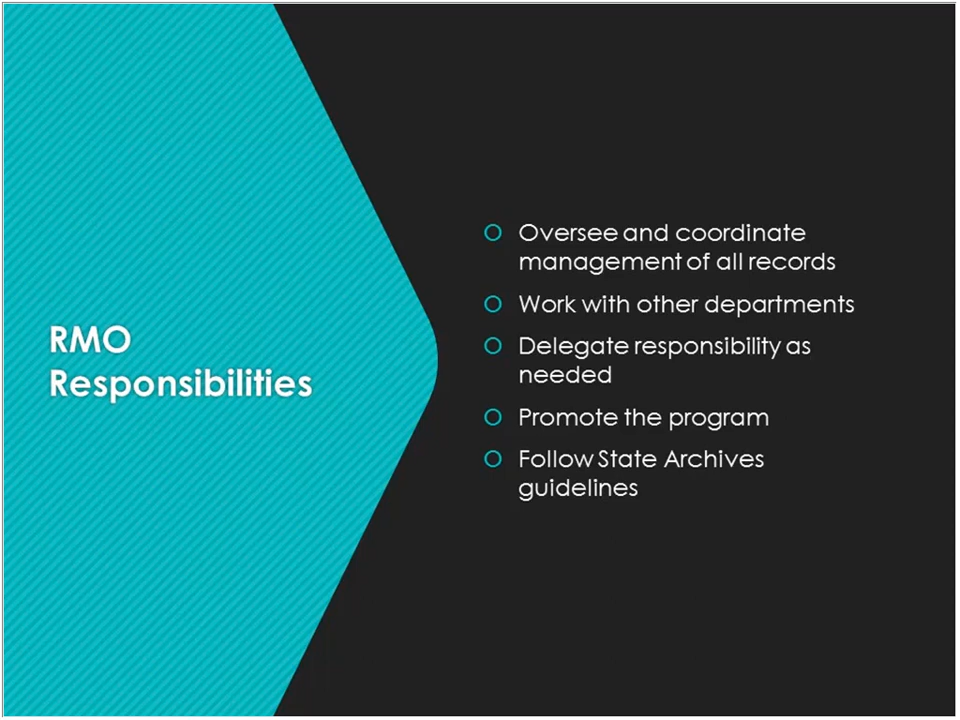 RMO
Responsibilities
Oversee and coordinate
management of all records
Work with other departments
Delegate responsibility as
needed
Promote the program
Follow State Archives
guidelines